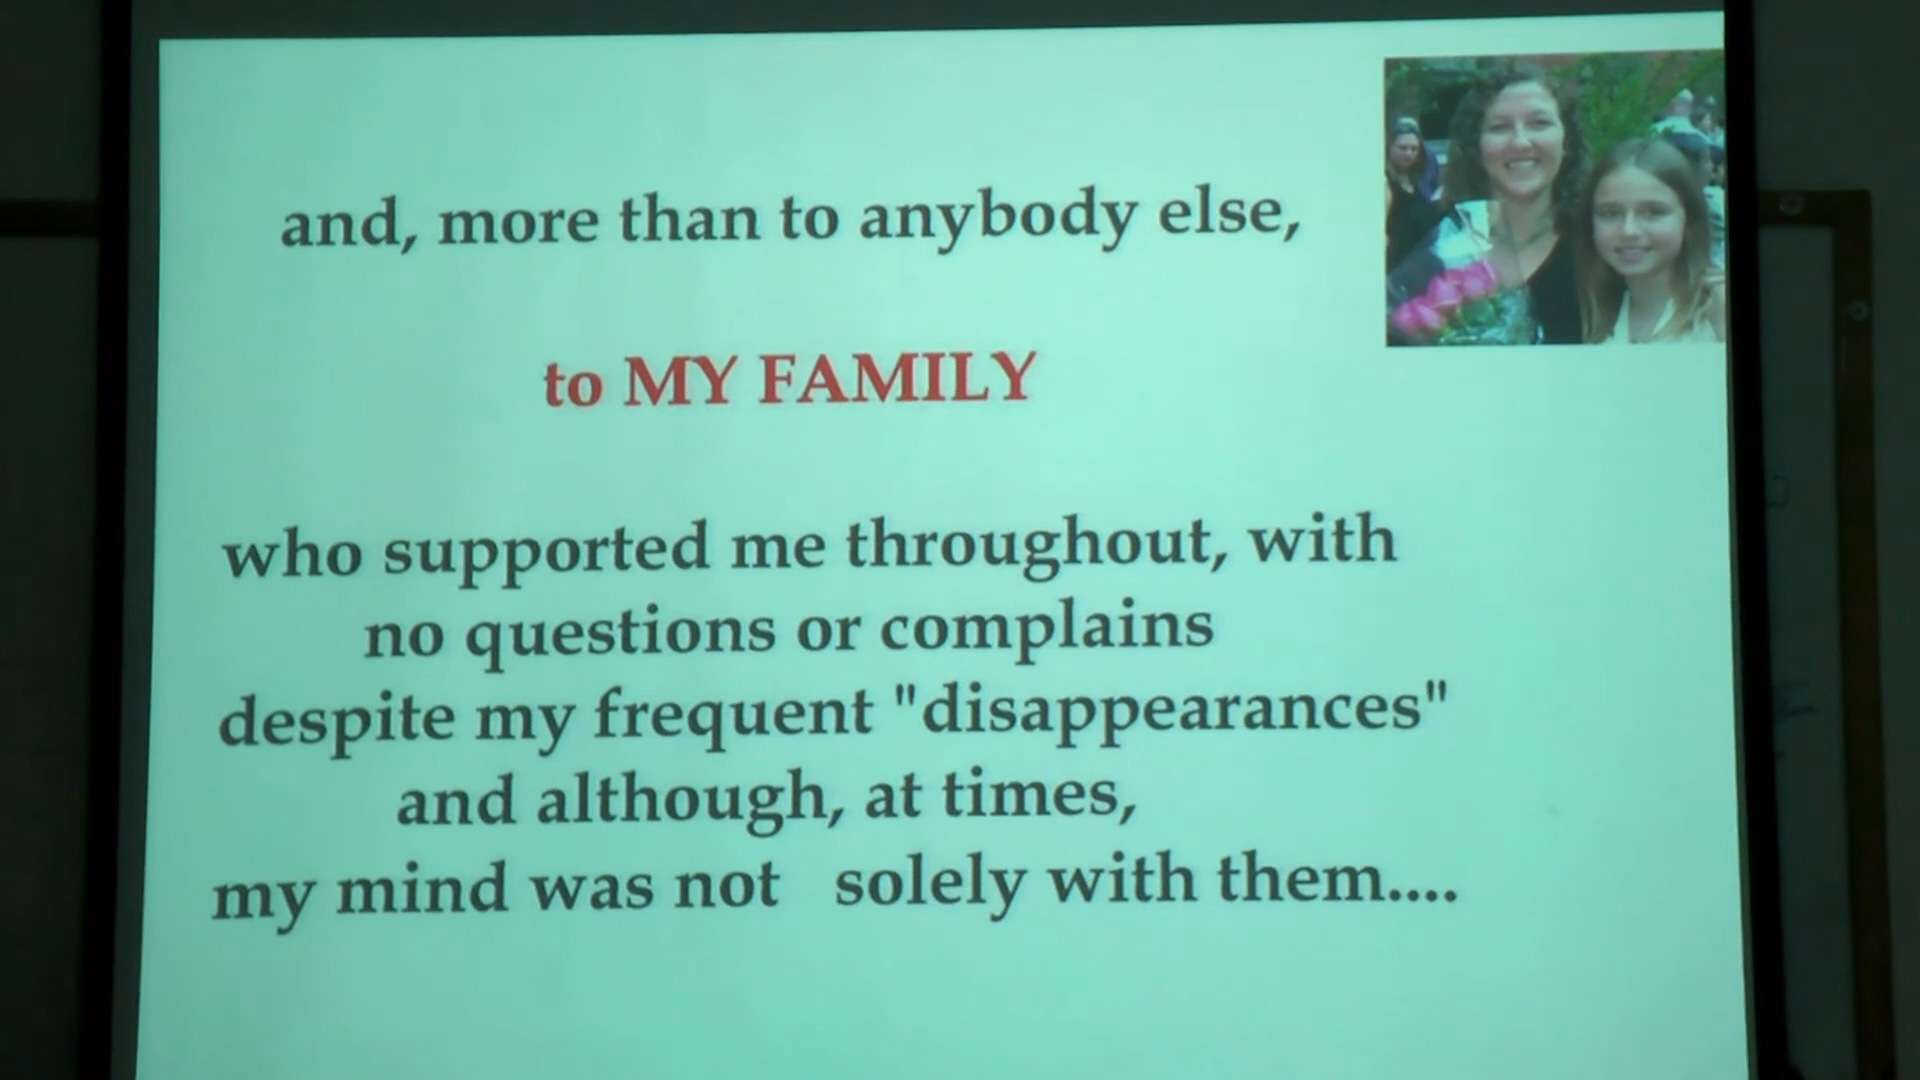 and, more than to anybody else,
to MY FAMILY
who supported me throughout, with
no questions or complains
despite my frequent "disappearances"
and although, at times,
my mind was not solely with them....